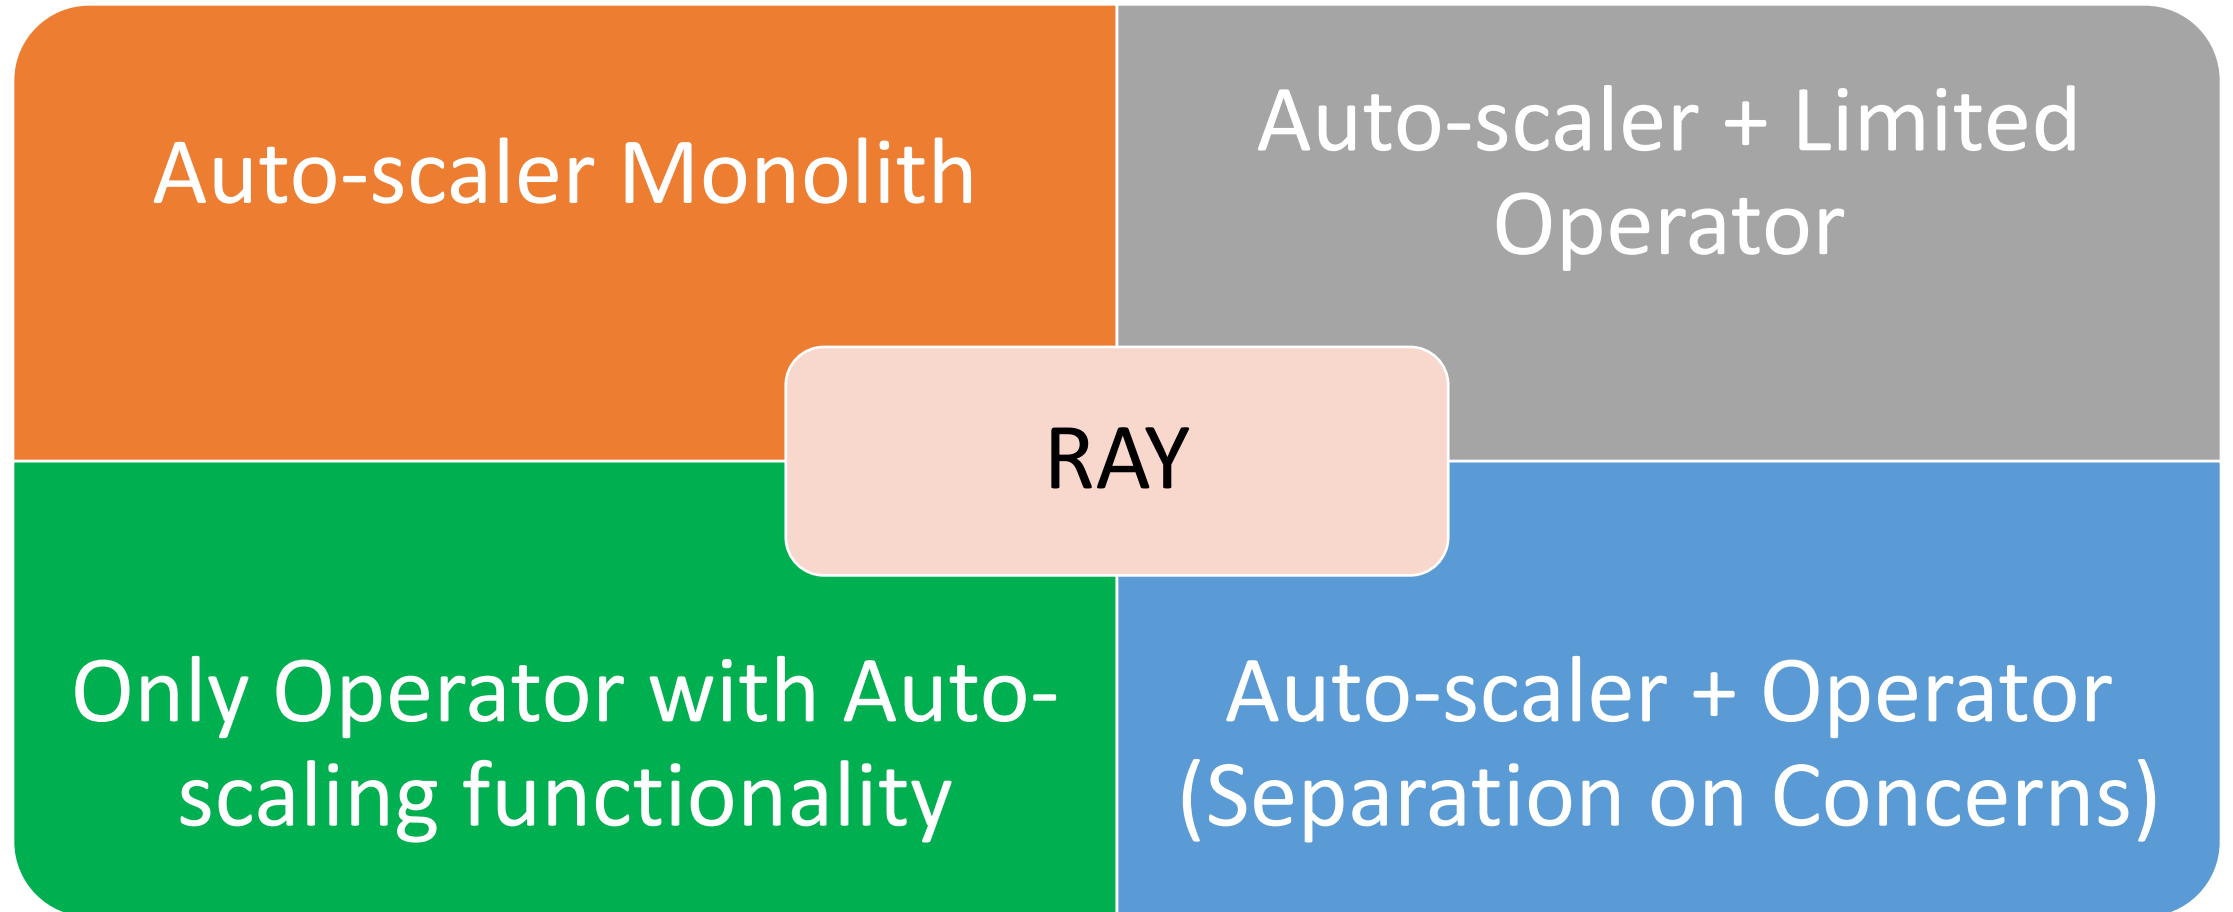 Auto-scaler Monolith
Auto-scaler + Limited
Operator
RAY
Only Operator with Auto-
scaling functionality
Auto-scaler + Operator
(Separation on Concerns)